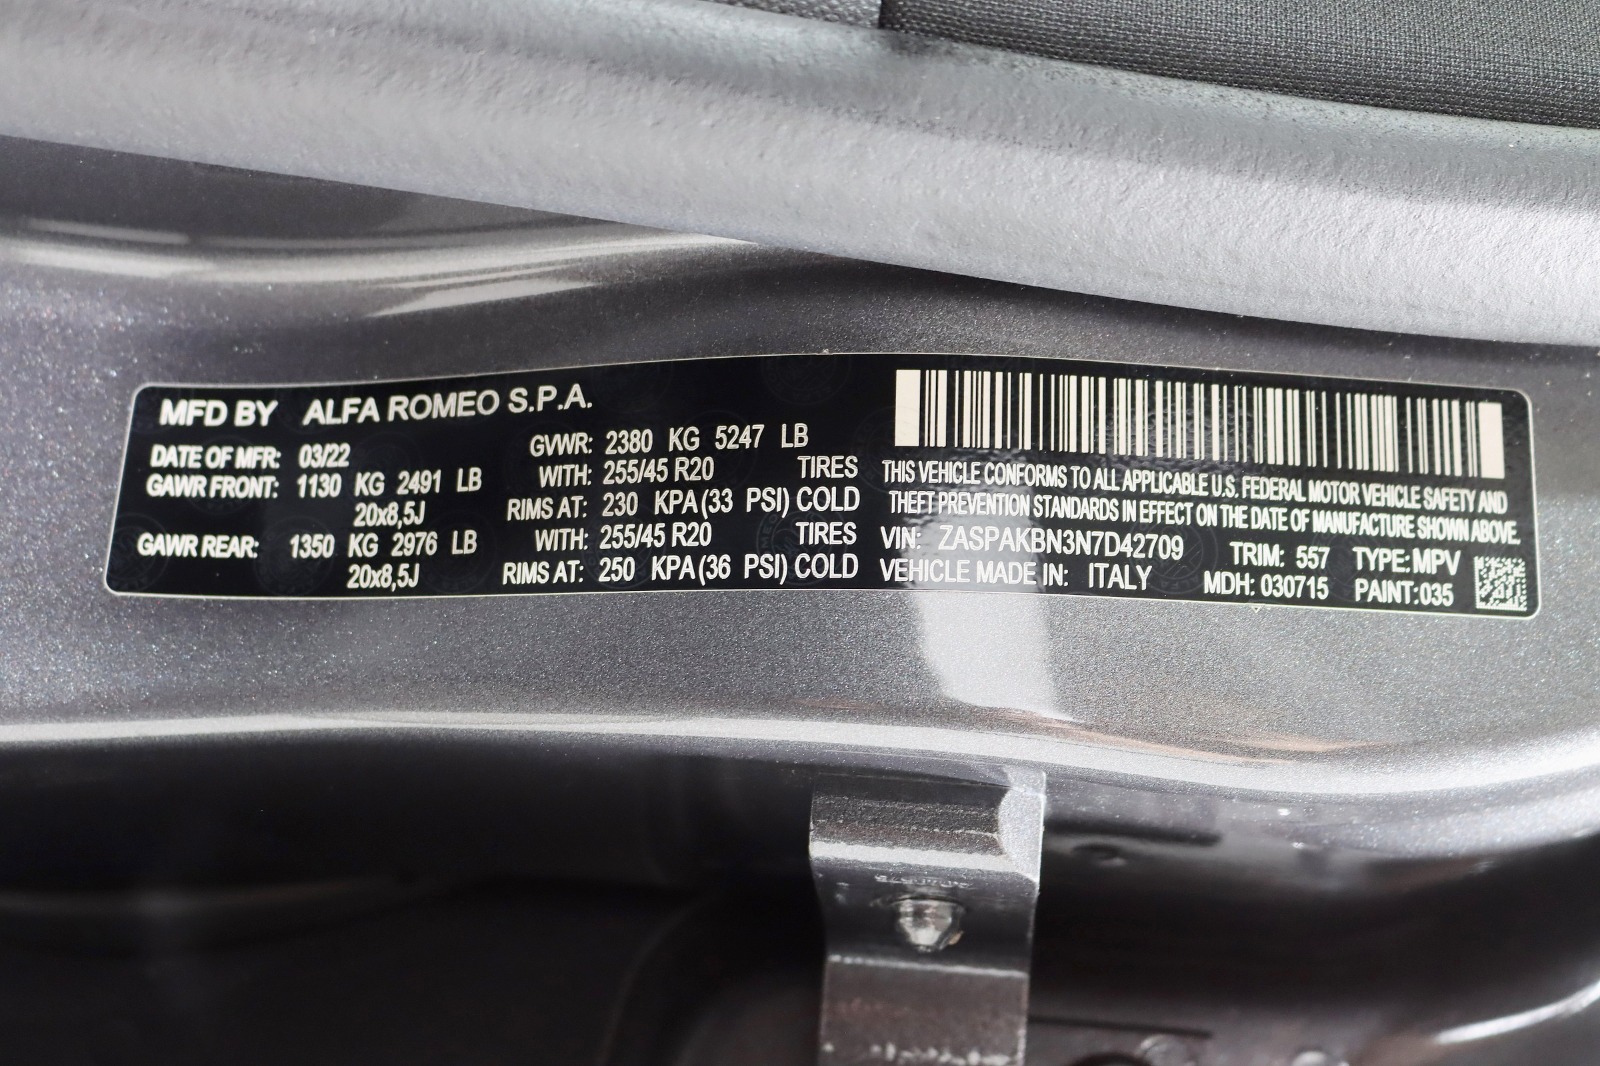 MFD BY ALFA ROMEO S.P.A.
DATE OF MFR: 03/22 GVWR: 2380 KG 5247 LB
GAWR FRONT: 1130 KG 2491 LB WITH: 255/45 R20 TIRES
20x8,5J RIMS AT: 230 KPA(33 PSI) COLD
GAWR REAR: 1350 KG 2976 LB WITH: 255/45 R20 TIRES
20x8,5J RIMS AT: 250 KPA(36 PSI) COLD
THIS VEHICLE CONFORMS TO ALL APPLICABLE U.S. FEDERAL MOTOR VEHICLE SAFETY AND
THEFT PREVENTION STANDARDS IN EFFECT ON THE DATE OF MANUFACTURE SHOWN ABOVE.
VIN: ZASPAKBN3N7D42709 TRIM: 557 TYPE: MPV
VEHICLE MADE IN: ITALY MDH: 030715 PAINT:035